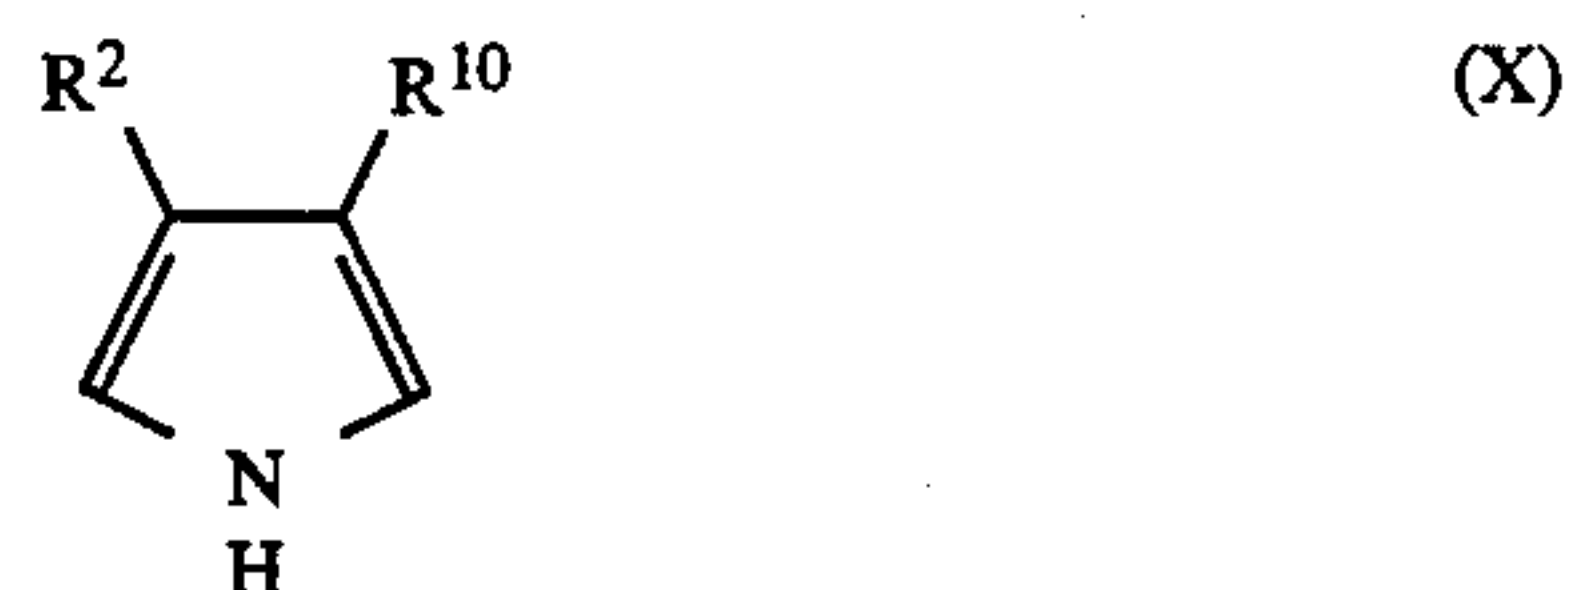 R² R¹⁰ (X)
N
H